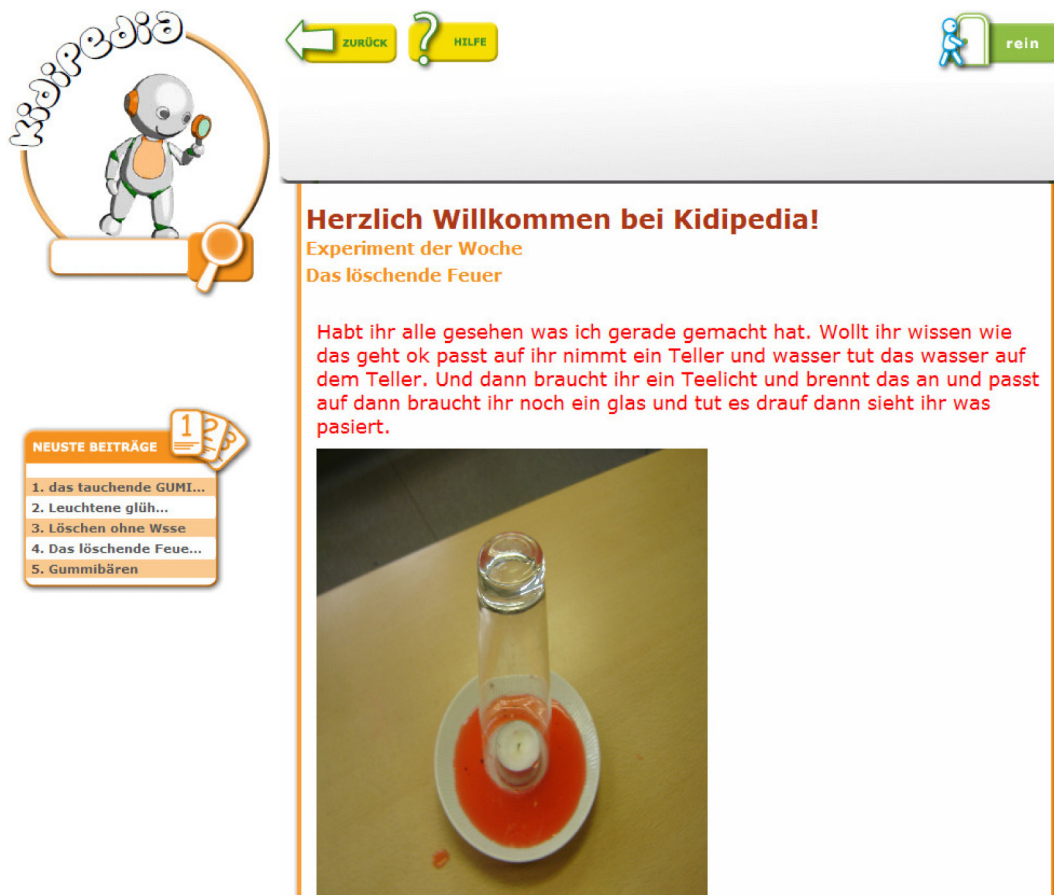 kidiPedia
ZURÜCK
HILFE
rein
Herzlich Willkommen bei Kidipedia!
Experiment der Woche
Das löschende Feuer
Habt ihr alle gesehen was ich gerade gemacht hat. Wollt ihr wissen wie
das geht ok passt auf ihr nimmt ein Teller und wasser tut das wasser auf
dem Teller. Und dann braucht ihr ein Teelicht und brennt das an und passt
auf dann braucht ihr noch ein glas und tut es drauf dann sieht ihr was
pasiert.
NEUSTE BEITRÄGE
1 2 3
1. das tauchende GUMI...
2. Leuchtene glüh...
3. Löschen ohne Wsse
4. Das löschende Feue...
5. Gummibären